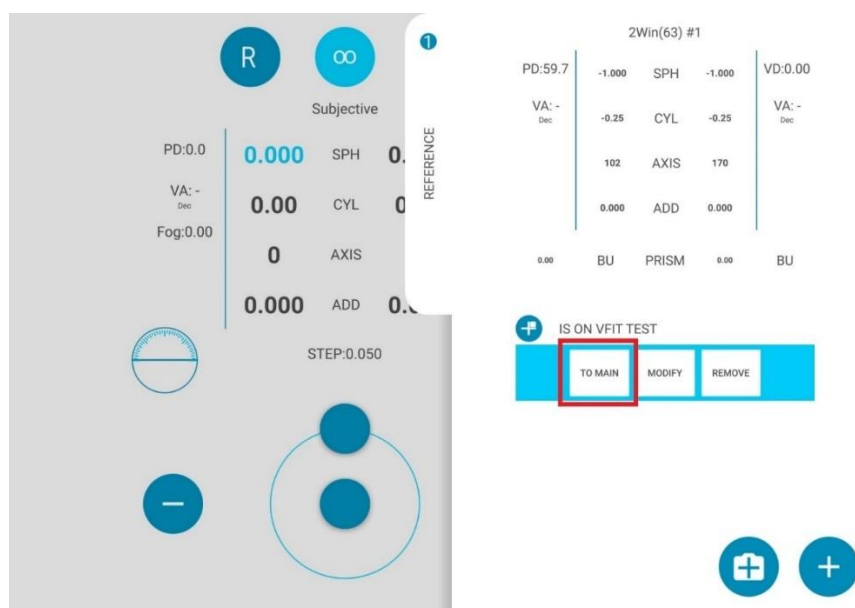 R ∞
Subjective
PD:0.0
VA: -
Dec
Fog:0.00
0.000 SPH 0.
0.00 CYL 0
0 AXIS
0.000 ADD 0.
STEP:0.050
−
1
REFERENCE
2Win(63) #1
PD:59.7 -1.000 SPH -1.000 VD:0.00
VA: - VA: -
Dec Dec
-0.25 CYL -0.25
102 AXIS 170
0.000 ADD 0.000
0.00 BU PRISM 0.00 BU
IS ON VFIT TEST
TO MAIN MODIFY REMOVE
+